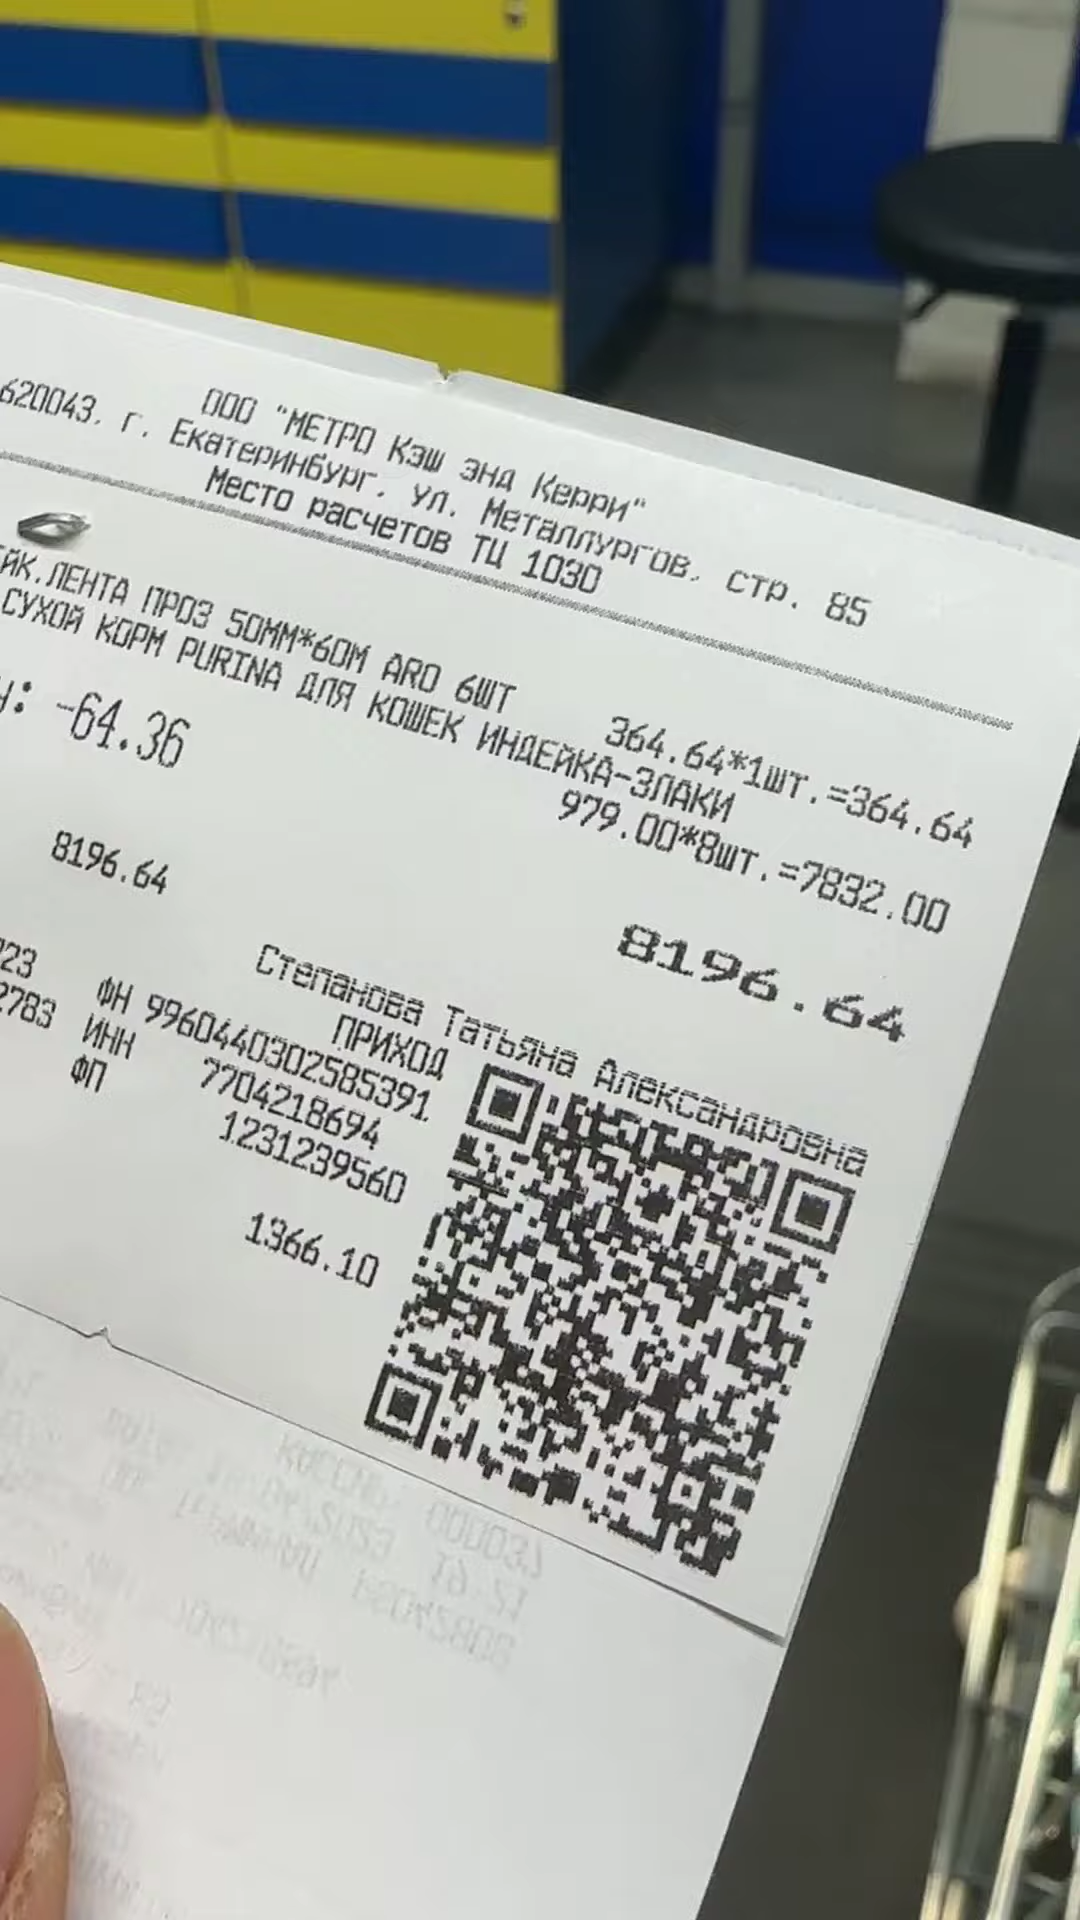 ООО "МЕТРО Кэш энд Керри"
620043, г. Екатеринбург, ул. Металлургов, стр. 85
Место расчетов ТЦ 1030
ЙК.ЛЕНТА ПРОЗ 50ММ*60М ARO 6ШТ
364.64*1шт.=364.64
СУХОЙ КОРМ PURINA ДЛЯ КОШЕК ИНДЕЙКА-ЗЛАКИ
979.00*8шт.=7832.00
: -64.36
8196.64
8196.64
Степанова Татьяна Александровна
23
ПРИХОД
2783
ФН 9960440302585391
ИНН 7704218694
ФП 1231239560
1366.10